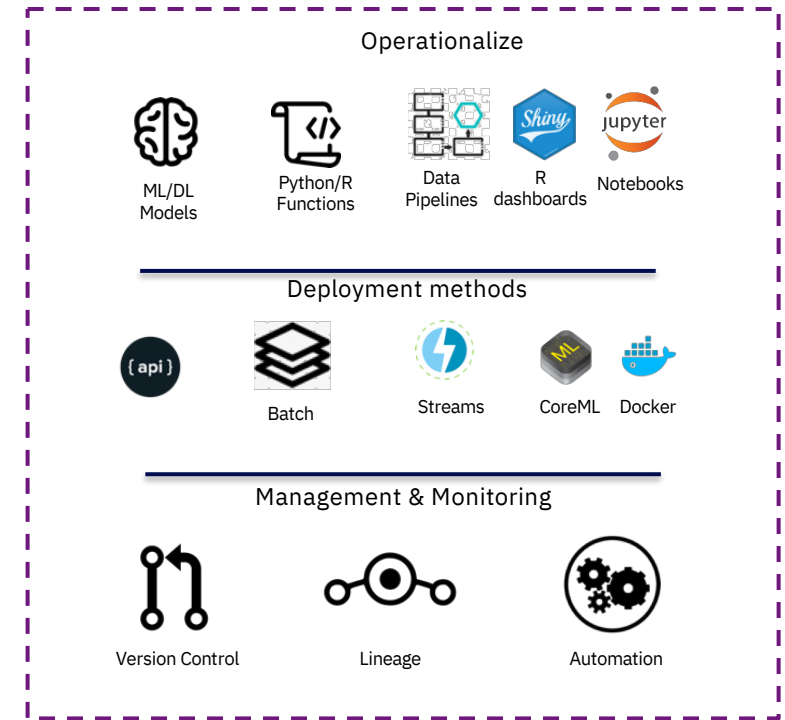 Operationalize
</>
Shiny
jupyter
ML/DL
Models
Python/R
Functions
Data
Pipelines
R
dashboards
Notebooks
Deployment methods
{ api }
ML
Batch
Streams
CoreML
Docker
Management & Monitoring
Version Control
Lineage
Automation